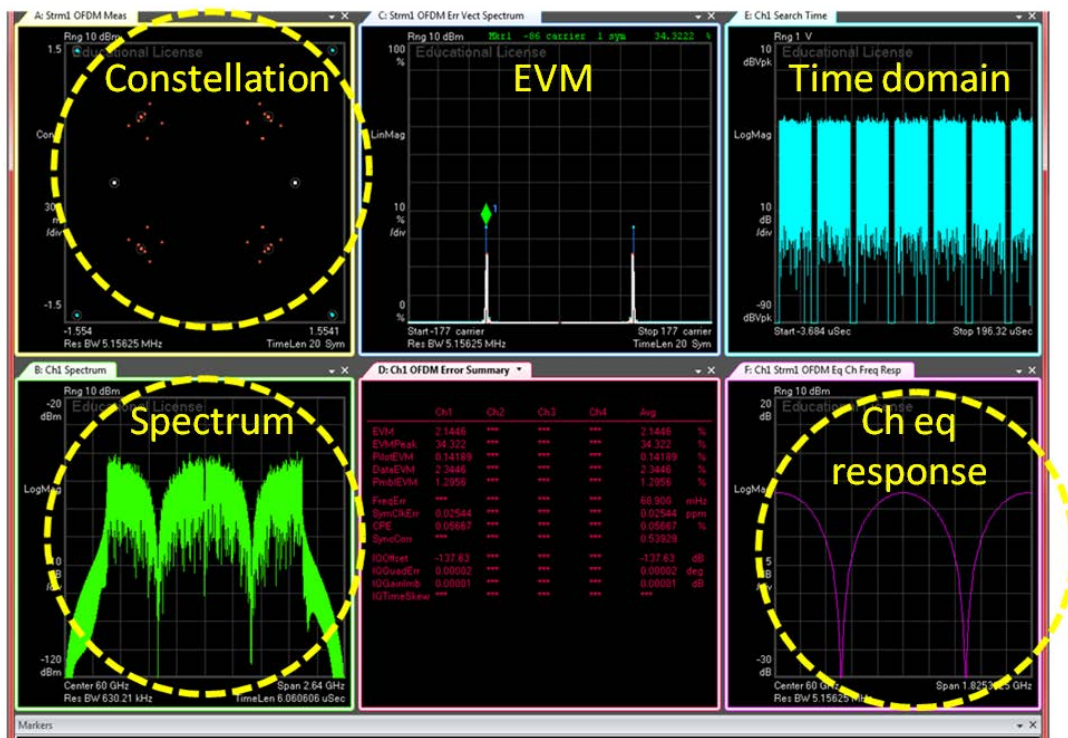 A: Strm1 OFDM Meas
Rng 10 dBm
Educational License
1.5
Constellation
Con
300
m
/div
-1.5
-1.554
1.5541
Res BW 5.15625 MHz
TimeLen 20 Sym
C: Strm1 OFDM Err Vect Spectrum
Rng 10 dBm
Mkr1 -86 carrier 1 sym 34.3222 %
100
%
Educational License
EVM
LinMag
10
%
/div
1
0
%
Start -177 carrier
Stop 177 carrier
Res BW 5.15625 MHz
TimeLen 20 Sym
E: Ch1 Search Time
Rng 1 V
10
dBVpk
Educational License
Time domain
LogMag
10
dB
/div
-90
dBVpk
Start -3.684 uSec
Stop 196.32 uSec
B: Ch1 Spectrum
Rng 10 dBm
-20
dBm
Educational License
Spectrum
LogMag
dB
/div
-120
dBm
Center 60 GHz
Span 2.64 GHz
Res BW 630.21 kHz
TimeLen 6.060606 uSec
D: Ch1 OFDM Error Summary
Ch1 Ch2 Ch3 Ch4 Avg
EVM 2.1446 *** *** *** 2.1446 %
EVMPeak 34.322 *** *** *** 34.322 %
PilotEVM 0.14189 *** *** *** 0.14189 %
DataEVM 2.3446 *** *** *** 2.3446 %
PmblEVM 1.2956 *** *** *** 1.2956 %
FreqErr *** *** *** *** 68.909 mHz
SymClkErr 0.02544 *** *** *** 0.02544 ppm
CPE 0.05667 *** *** *** 0.05667 %
SyncCorr *** *** *** *** 0.53929
IQOffset -137.63 *** *** *** -137.63 dB
IQQuadErr 0.00002 *** *** *** 0.00002 deg
IQGainImb 0.00001 *** *** *** 0.00001 dB
IQTimeSkew *** *** *** *** ***
F: Ch1 Strm1 OFDM Eq Ch Freq Resp
Rng 10 dBm
20
dB
Educational License
Ch eq
response
LogMag
5
dB
/div
-30
dB
Center 60 GHz
Res BW 5.15625 MHz
Markers